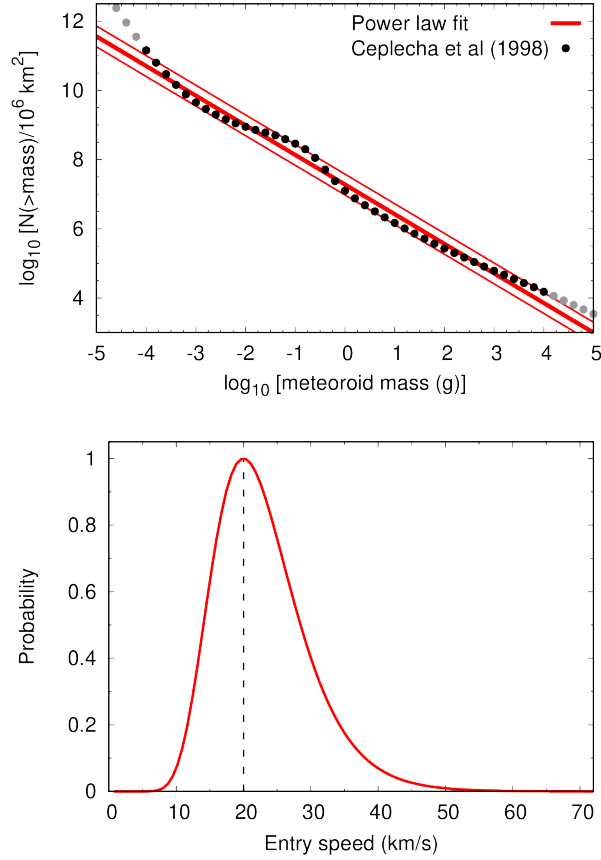 Power law fit
Ceplecha et al (1998)
12
10
8
6
4
log10 [N(>mass)/10^6 km^2]
-5 -4 -3 -2 -1 0 1 2 3 4 5
log10 [meteoroid mass (g)]
1
0.8
0.6
0.4
0.2
0
Probability
0 10 20 30 40 50 60 70
Entry speed (km/s)